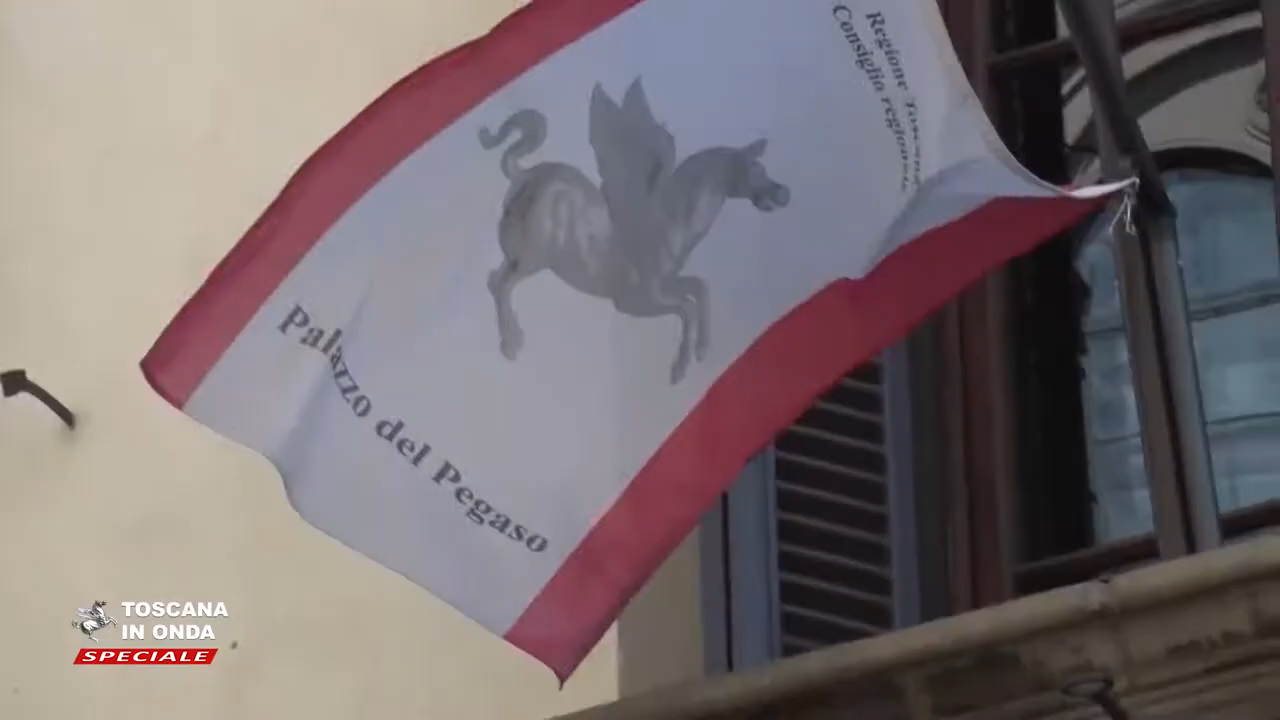 Regione Toscana
Consiglio regionale
Palazzo del Pegaso
TOSCANA
IN ONDA
SPECIALE